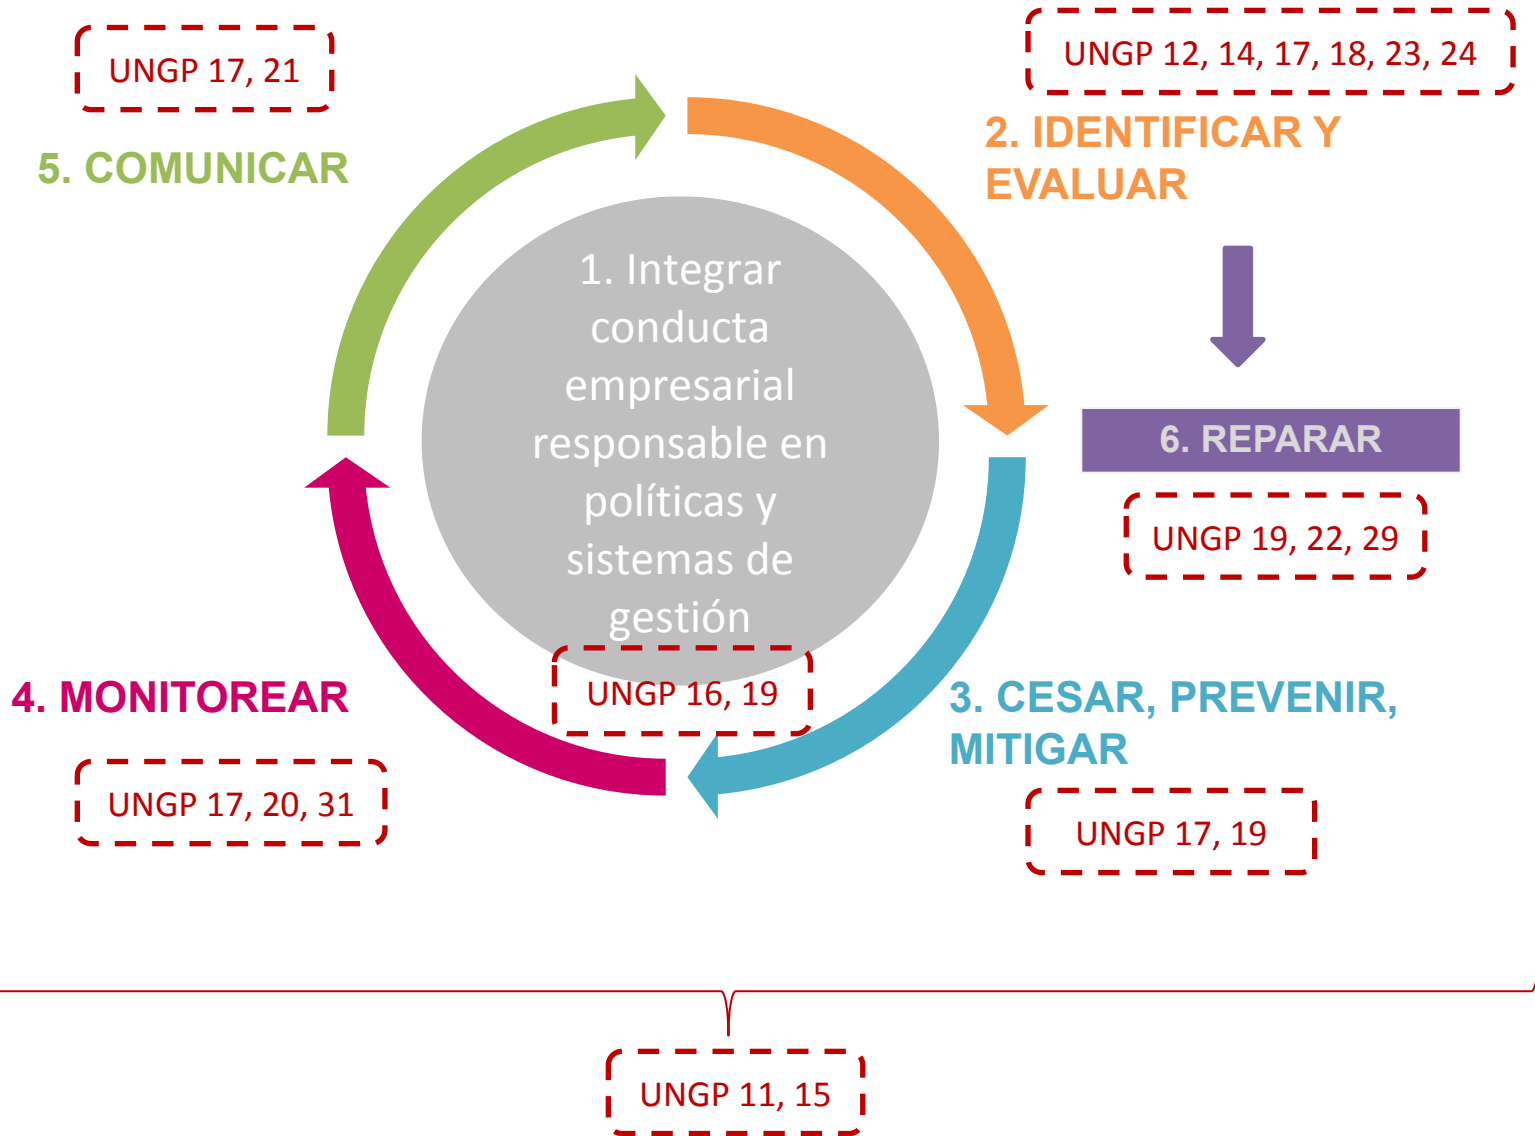 UNGP 17, 21
5. COMUNICAR
UNGP 12, 14, 17, 18, 23, 24
2. IDENTIFICAR Y
EVALUAR
1. Integrar
conducta
empresarial
responsable en
políticas y
sistemas de
gestión
UNGP 16, 19
6. REPARAR
UNGP 19, 22, 29
4. MONITOREAR
UNGP 17, 20, 31
3. CESAR, PREVENIR,
MITIGAR
UNGP 17, 19
UNGP 11, 15